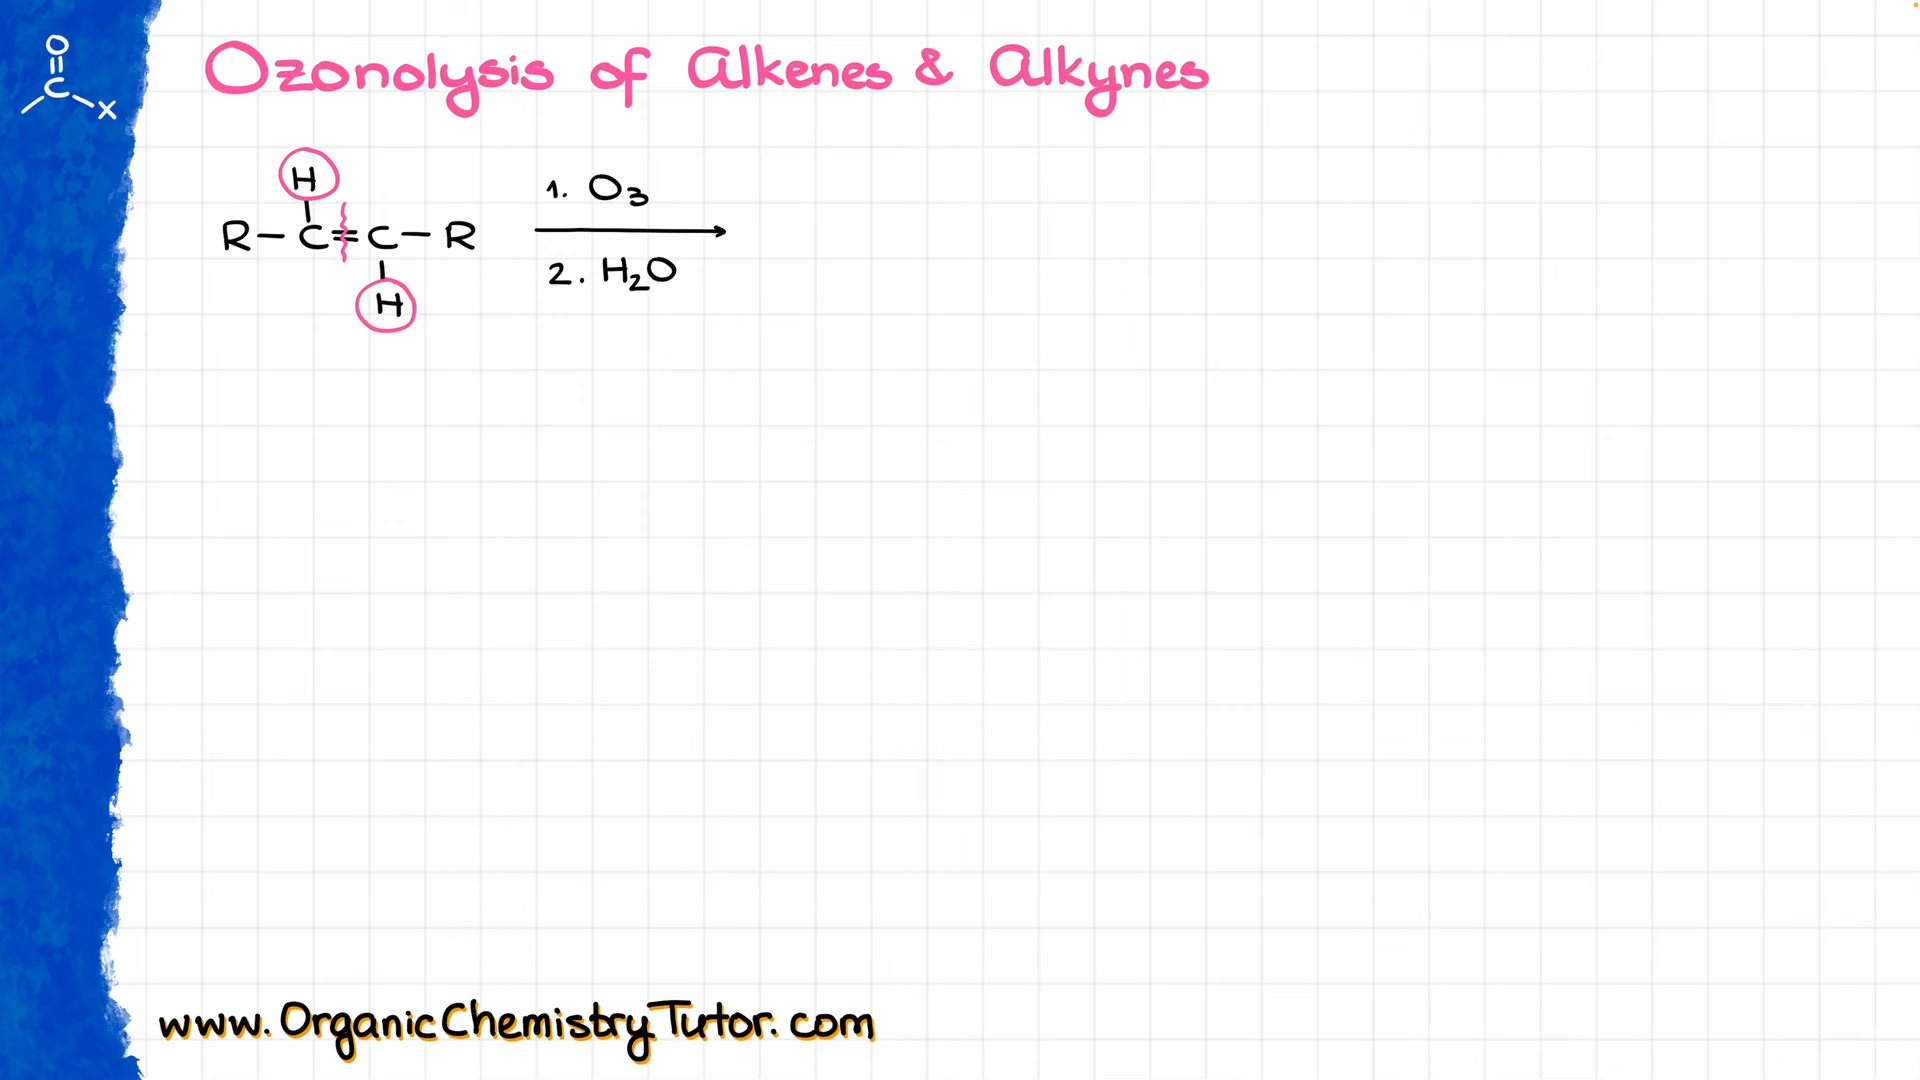 Ozonolysis of Alkenes & Alkynes
O
C
X
H
R–C=C–R
H
1. O₃
2. H₂O
www.OrganicChemistryTutor.com